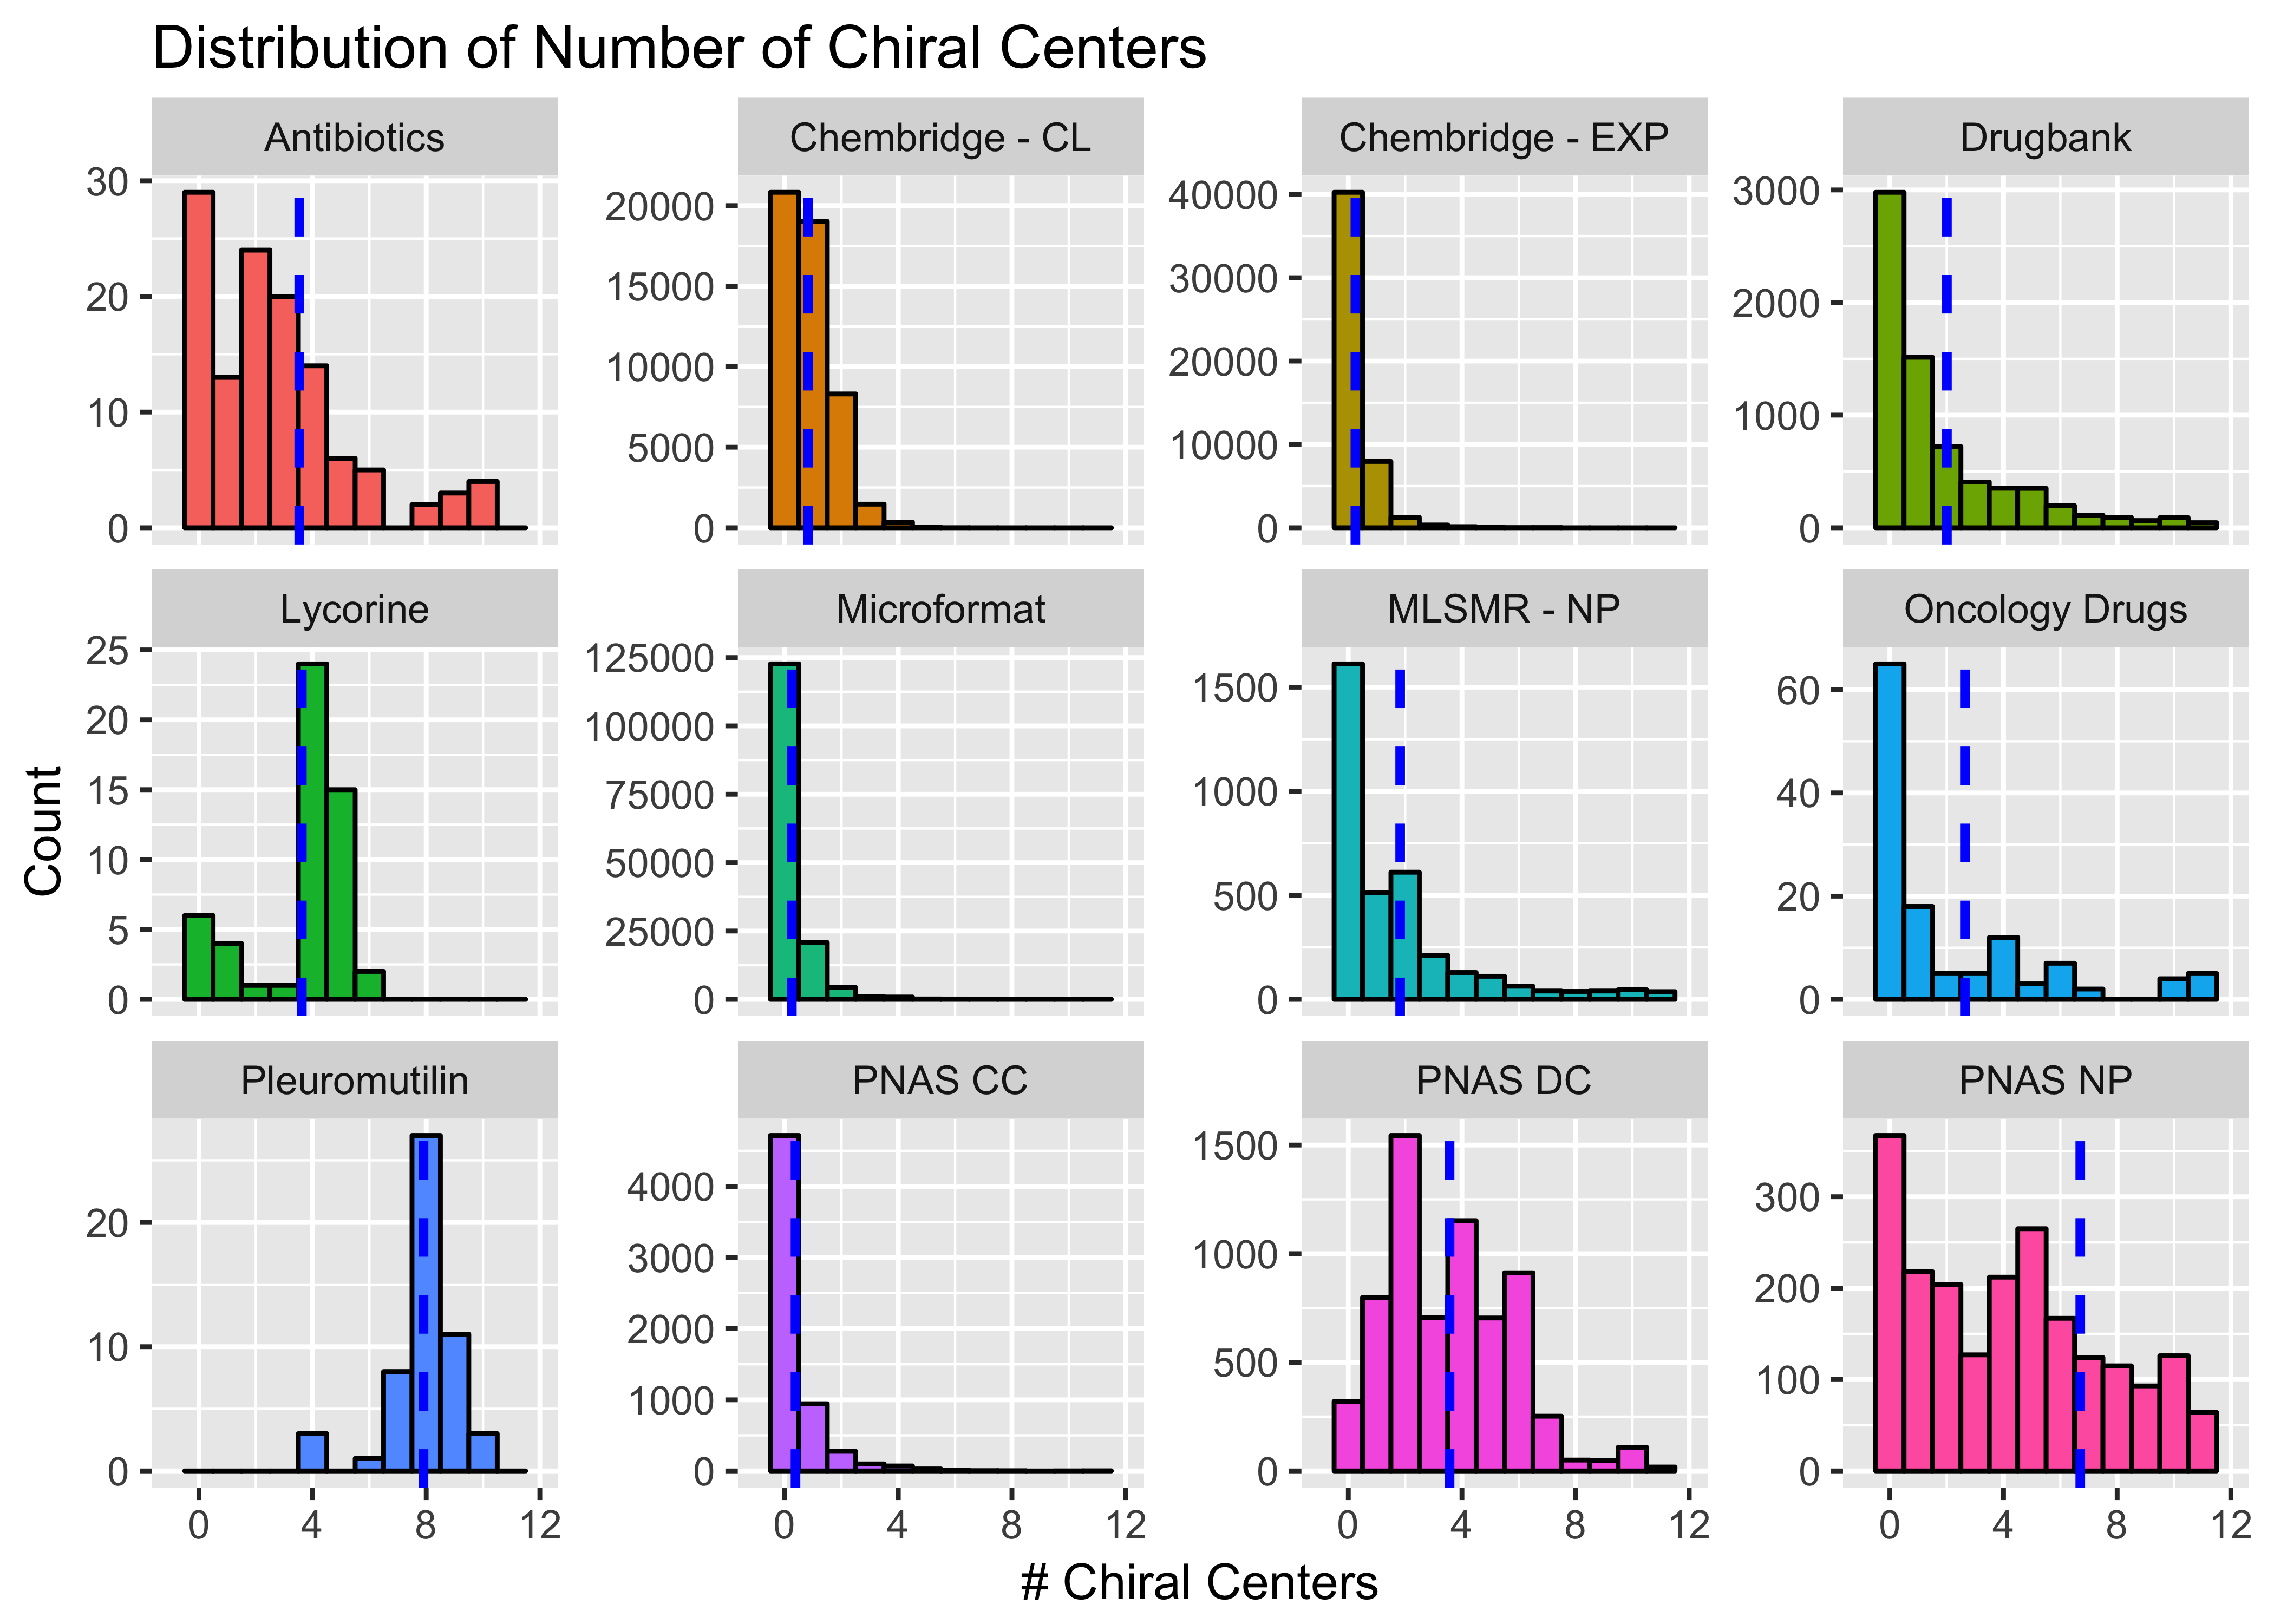 Distribution of Number of Chiral Centers
Antibiotics
Chembridge - CL
Chembridge - EXP
Drugbank
30
20
10
0
20000
15000
10000
5000
0
40000
30000
20000
10000
0
3000
2000
1000
0
Lycorine
Microformat
MLSMR - NP
Oncology Drugs
25
20
15
10
5
0
125000
100000
75000
50000
25000
0
1500
1000
500
0
60
40
20
0
Count
Pleuromutilin
PNAS CC
PNAS DC
PNAS NP
20
10
0
4000
3000
2000
1000
0
1500
1000
500
0
300
200
100
0
0 4 8 12
0 4 8 12
0 4 8 12
0 4 8 12
# Chiral Centers